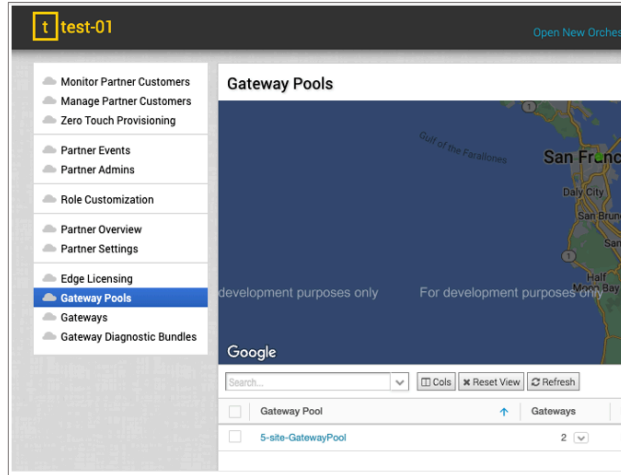 t test-01
Open New Orches
Monitor Partner Customers
Manage Partner Customers
Zero Touch Provisioning
Partner Events
Partner Admins
Role Customization
Partner Overview
Partner Settings
Edge Licensing
Gateway Pools
Gateways
Gateway Diagnostic Bundles
Gateway Pools
1
Gulf of the Farallones
San Franc
Daly City
San Brun
San
1
Half
Moon Bay
development purposes only
For development purposes only
Google
Search...
Cols
Reset View
Refresh
Gateway Pool
Gateways
5-site-GatewayPool
2